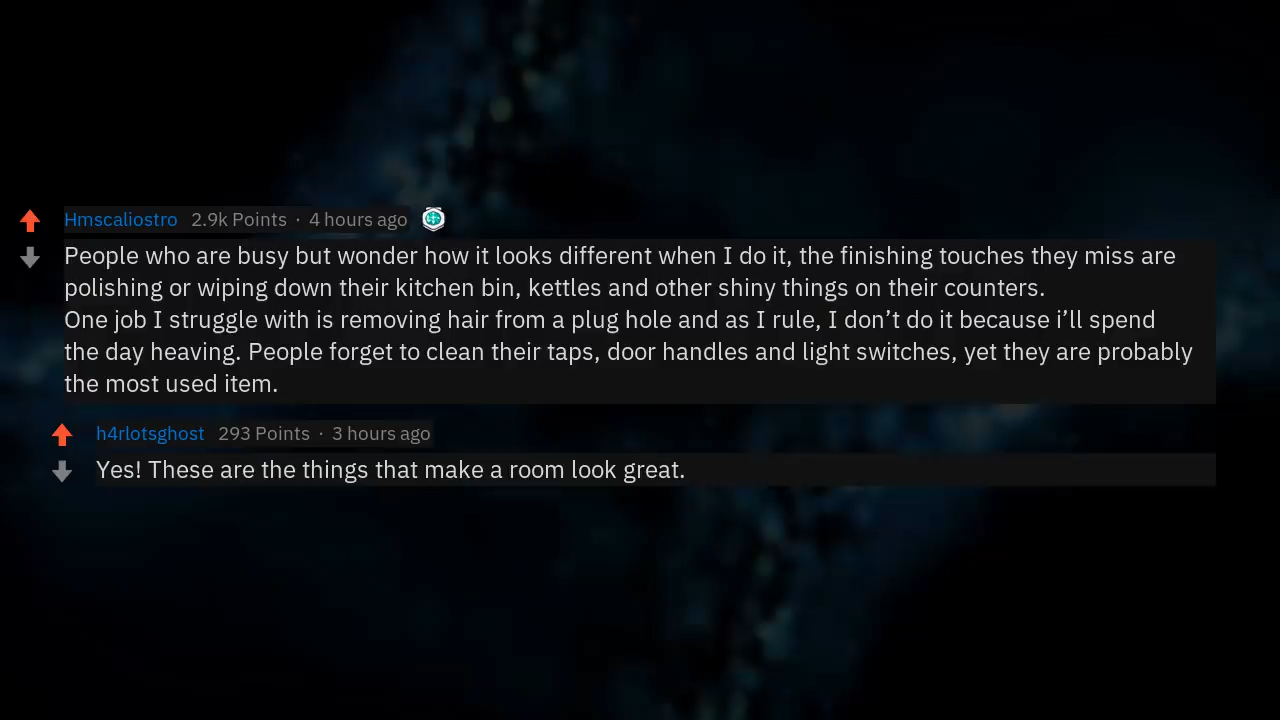 Hmscaliostro 2.9k Points · 4 hours ago
People who are busy but wonder how it looks different when I do it, the finishing touches they miss are
polishing or wiping down their kitchen bin, kettles and other shiny things on their counters.
One job I struggle with is removing hair from a plug hole and as I rule, I don’t do it because i’ll spend
the day heaving. People forget to clean their taps, door handles and light switches, yet they are probably
the most used item.
h4rlotsghost 293 Points · 3 hours ago
Yes! These are the things that make a room look great.